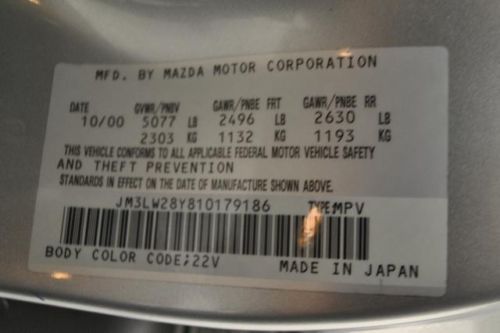 MFD. BY MAZDA MOTOR CORPORATION
DATE GVWR/PNBV GAWR/PNBE FRT GAWR/PNBE RR
10/00 5077 LB 2496 LB 2630 LB
2303 KG 1132 KG 1193 KG
THIS VEHICLE CONFORMS TO ALL APPLICABLE FEDERAL MOTOR VEHICLE SAFETY
AND THEFT PREVENTION
STANDARDS IN EFFECT ON THE DATE OF MANUFACTURE SHOWN ABOVE.
JM3LW28Y810179186 TYPE:MPV
BODY COLOR CODE;22V MADE IN JAPAN